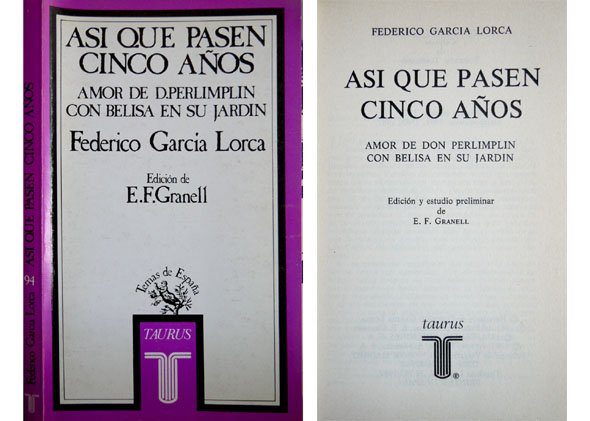 ASI QUE PASEN CINCO AÑOS
94
Federico García Lorca
ASI QUE PASEN
CINCO AÑOS
AMOR DE D.PERLIMPLIN
CON BELISA EN SU JARDIN
Federico García Lorca
Edición de
E.F.Granell
Temas de España
TAURUS
FEDERICO GARCIA LORCA
ASI QUE PASEN
CINCO AÑOS
AMOR DE DON PERLIMPLIN
CON BELISA EN SU JARDIN
Edición y estudio preliminar
de
E. F. GRANELL
taurus
®